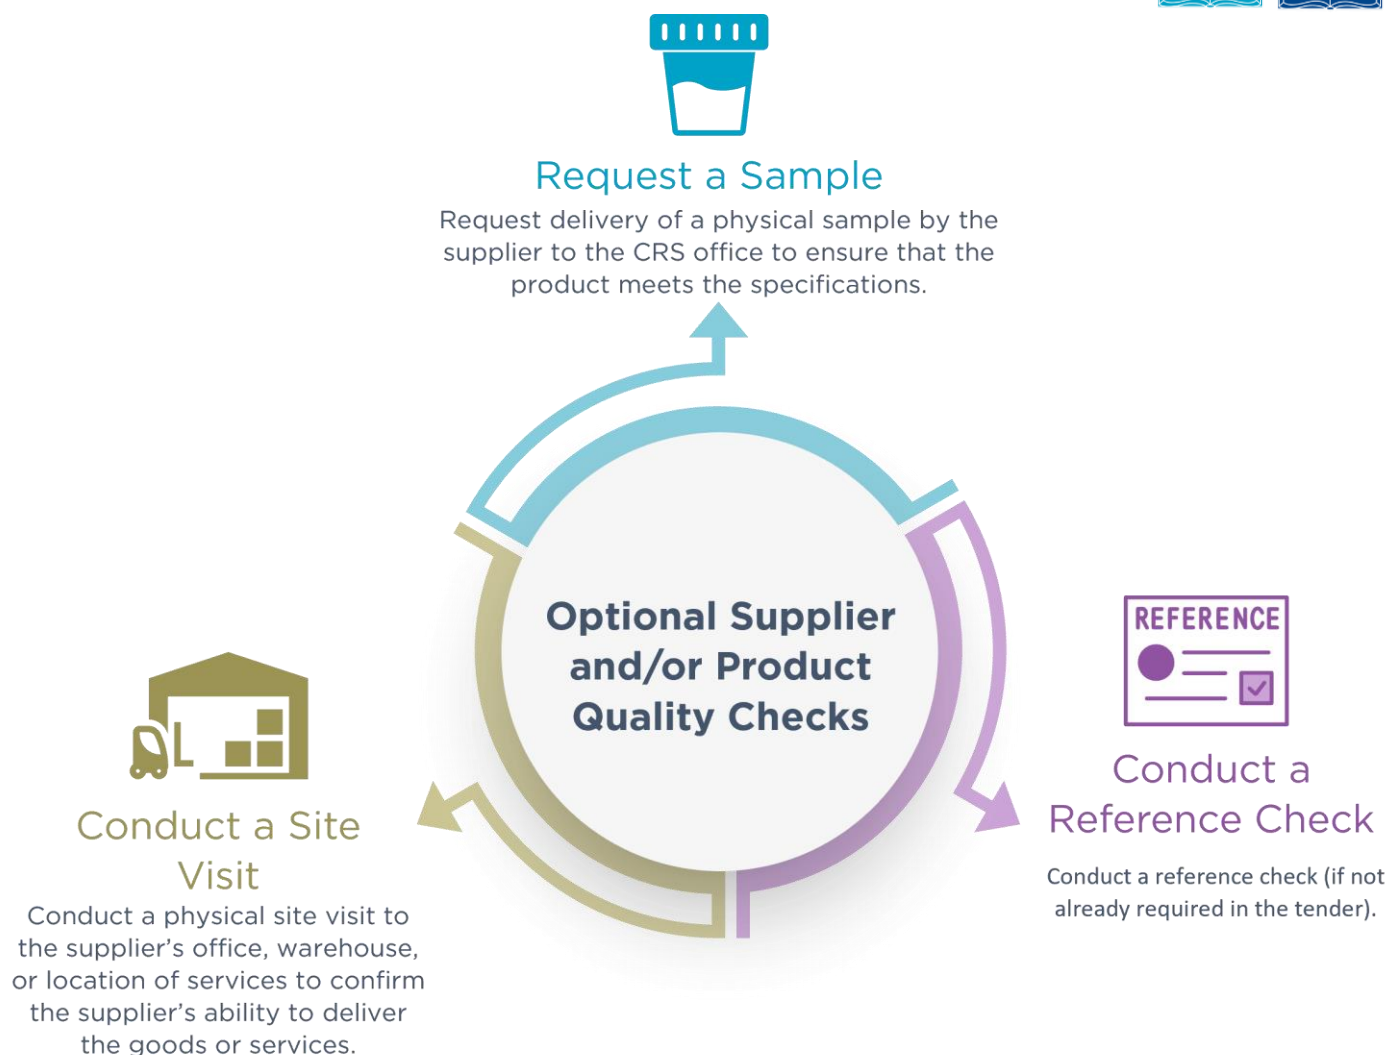 Request a Sample
Request delivery of a physical sample by the
supplier to the CRS office to ensure that the
product meets the specifications.
Optional Supplier
and/or Product
Quality Checks
REFERENCE
Conduct a
Reference Check
Conduct a reference check (if not
already required in the tender).
Conduct a Site
Visit
Conduct a physical site visit to
the supplier's office, warehouse,
or location of services to confirm
the supplier's ability to deliver
the goods or services.